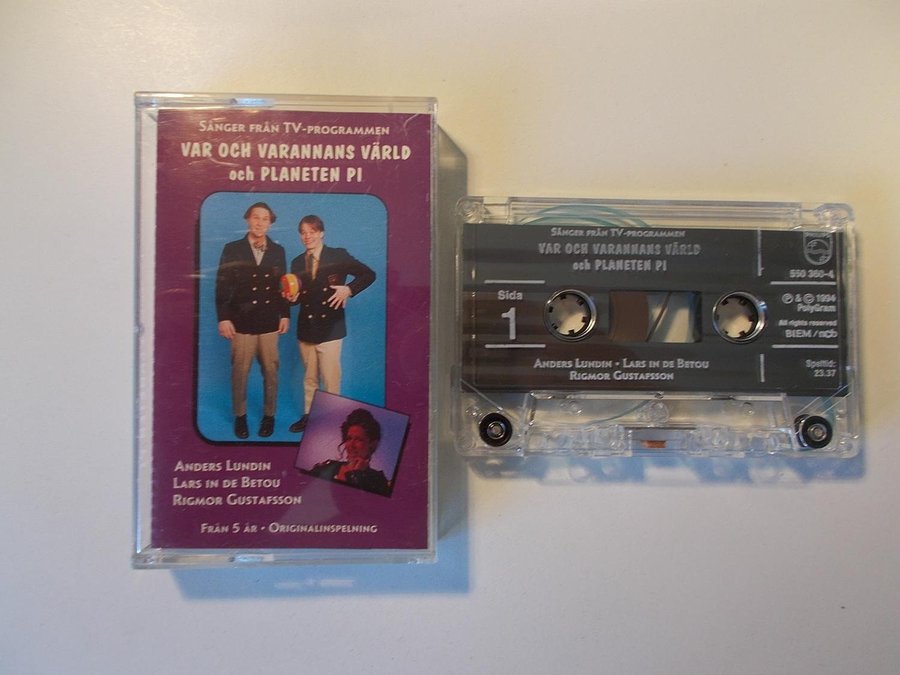 SÅNGER FRÅN TV-PROGRAMMEN
VAR OCH VARANNANS VÄRLD
och PLANETEN PI
ANDERS LUNDIN
LARS IN DE BETOU
RIGMOR GUSTAFSSON
FRÅN 5 ÅR • ORIGINALINSPELNING
SÅNGER FRÅN TV-PROGRAMMEN
VAR OCH VARANNANS VÄRLD
och PLANETEN PI
PHILIPS
550 360-4
Sida
1
℗ & © 1994
PolyGram
All rights reserved
BIEM / ncb
ANDERS LUNDIN • LARS IN DE BETOU
RIGMOR GUSTAFSSON
Speltid:
23.37